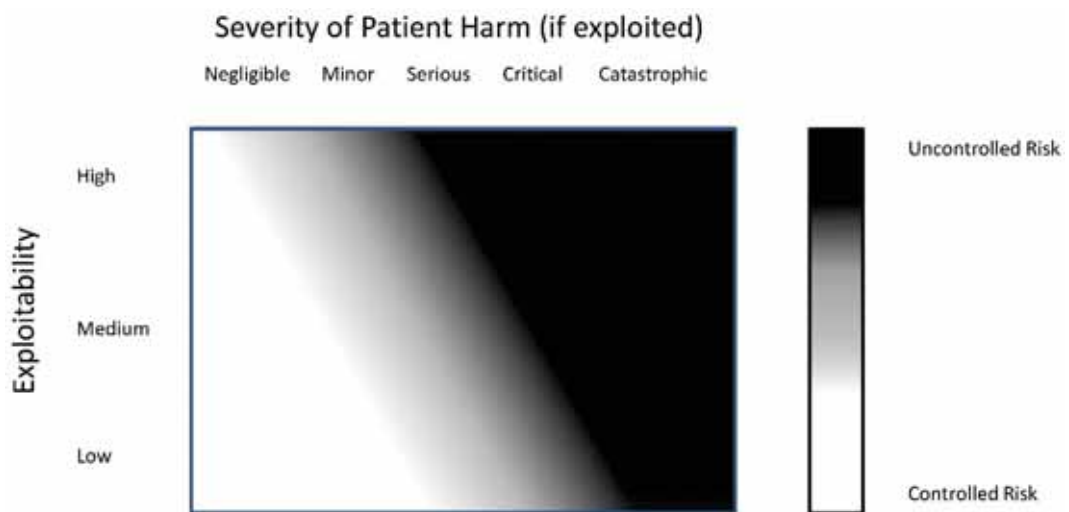 Severity of Patient Harm (if exploited)
Negligible Minor Serious Critical Catastrophic
Exploitability
High
Medium
Low
Uncontrolled Risk
Controlled Risk